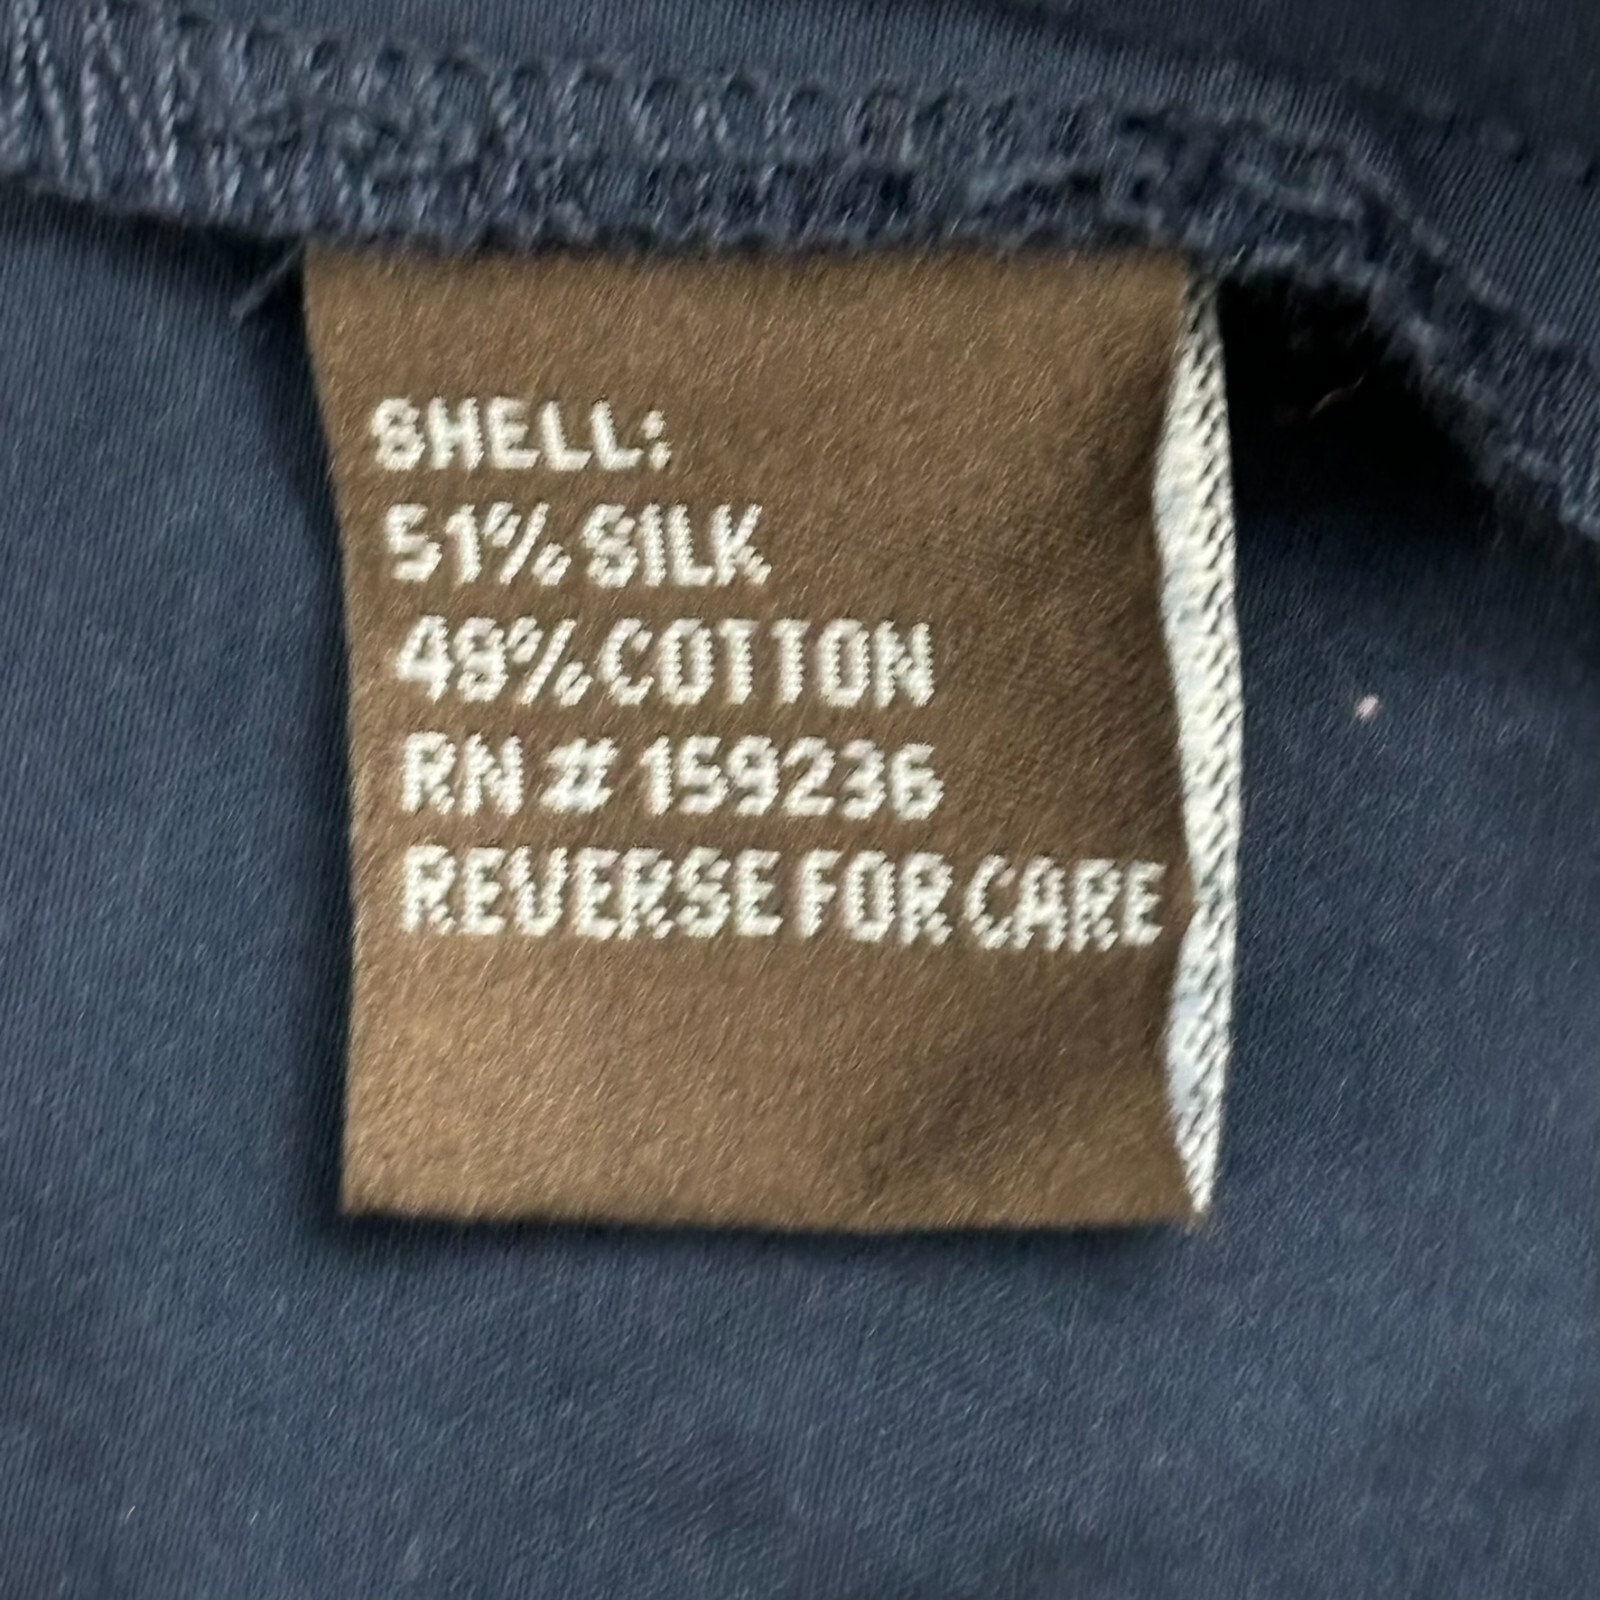 SHELL:
51% SILK
49% COTTON
RN # 159236
REVERSE FOR CARE